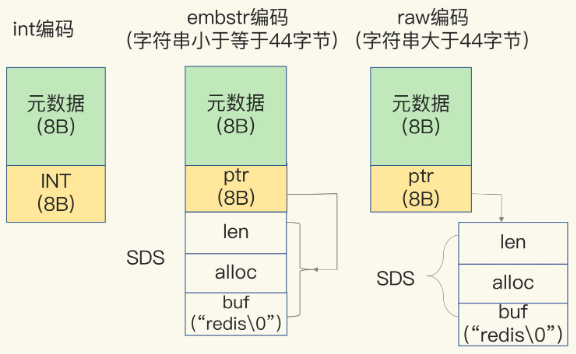 int编码
embstr编码
(字符串小于等于44字节)
raw编码
(字符串大于44字节)
元数据
(8B)
INT
(8B)
元数据
(8B)
ptr
(8B)
SDS
len
alloc
buf
(“redis\0”)
元数据
(8B)
ptr
(8B)
SDS
len
alloc
buf
(“redis\0”)